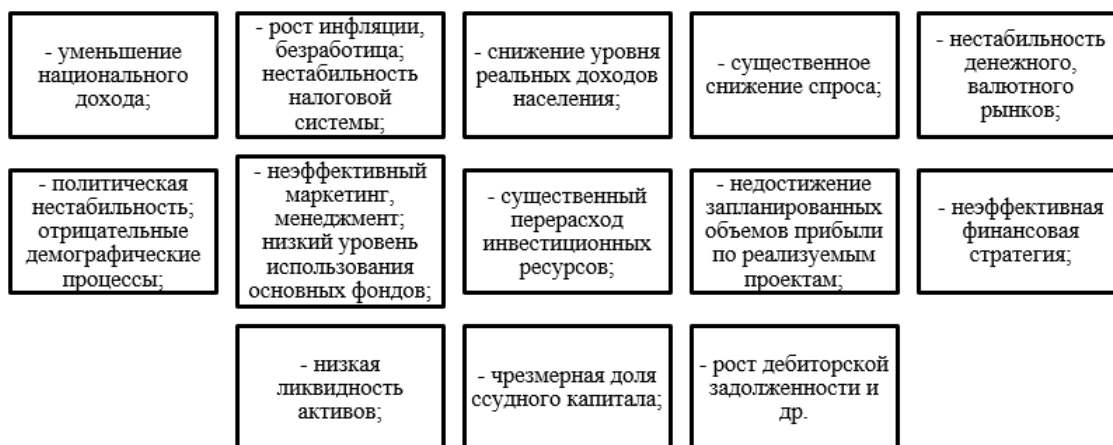 - уменьшение
национального
дохода;
- рост инфляции,
безработица;
нестабильность
налоговой
системы;
- снижение уровня
реальных доходов
населения;
- существенное
снижение спроса;
- нестабильность
денежного,
валютного
рынков;
- политическая
нестабильность;
отрицательные
демографические
процессы;
- неэффективный
маркетинг,
менеджмент;
низкий уровень
использования
основных фондов;
- существенный
перерасход
инвестиционных
ресурсов;
- недостижение
запланированных
объемов прибыли
по реализуемым
проектам;
- неэффективная
финансовая
стратегия;
- низкая
ликвидность
активов;
- чрезмерная доля
ссудного капитала;
- рост дебиторской
задолженности и
др.